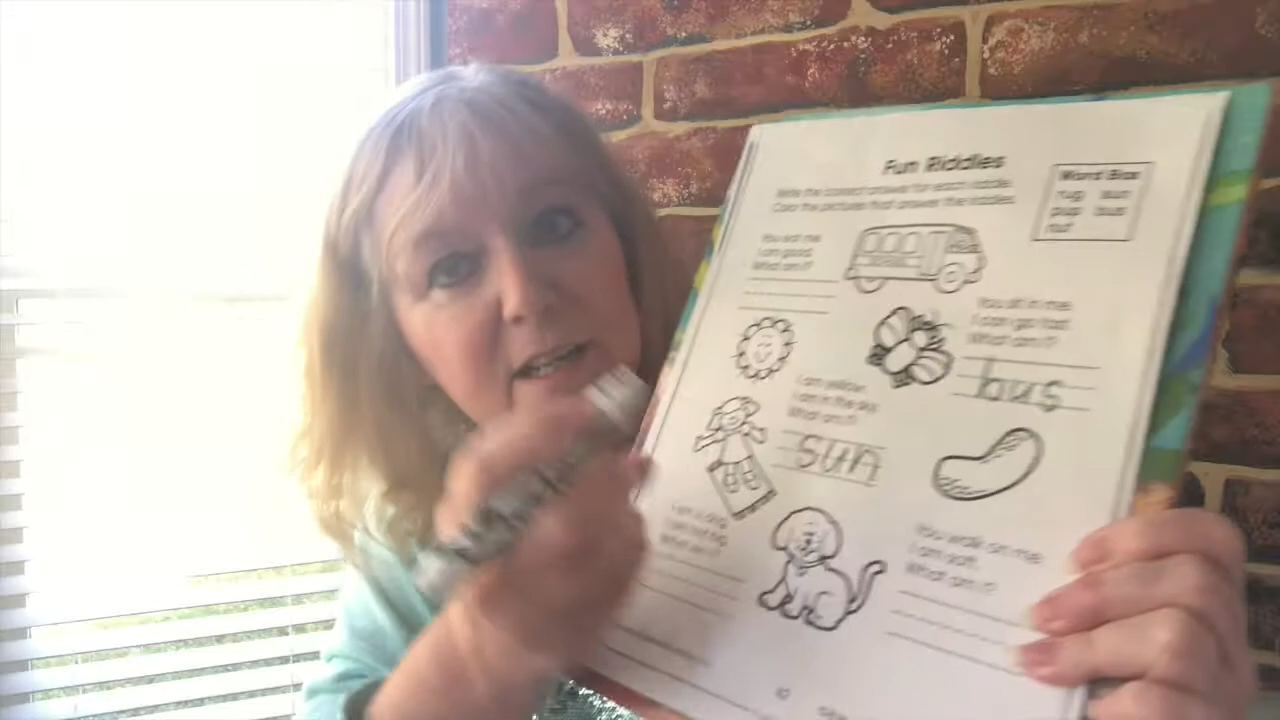 Fun Riddles
Write the correct answer for each riddle.
Color the pictures that answer the riddles.
Word Box
rug sun
pup bus
nut
You eat me.
I am good.
What am I?
You sit in me.
I can go fast.
What am I?
bus
I am yellow.
I am in the sky.
What am I?
sun
I am a dog.
I am not big.
What am I?
You walk on me.
I am soft.
What am I?